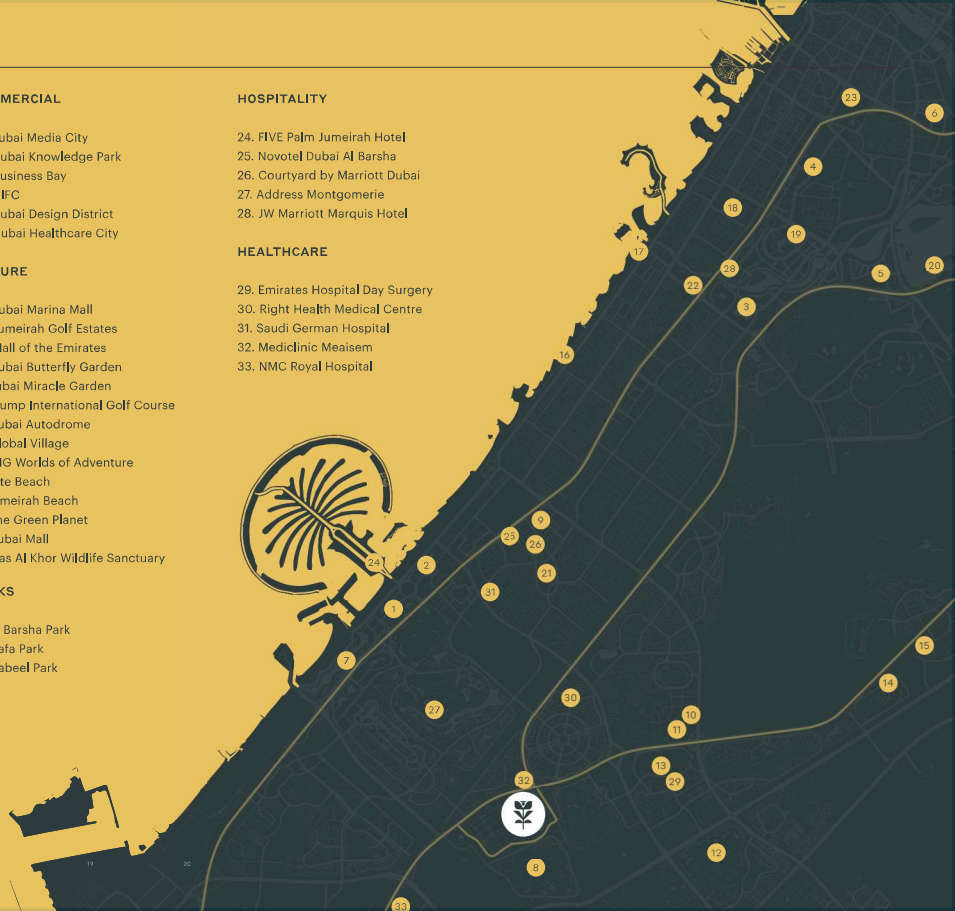 MERCIAL
ubai Media City
ubai Knowledge Park
usiness Bay
IFC
ubai Design District
ubai Healthcare City
URE
ubai Marina Mall
umeirah Golf Estates
all of the Emirates
ubai Butterfly Garden
ubai Miracle Garden
ump International Golf Course
ubai Autodrome
lobal Village
G Worlds of Adventure
te Beach
meirah Beach
ne Green Planet
ubai Mall
as Al Khor Wildlife Sanctuary
KS
Barsha Park
afa Park
abeel Park
HOSPITALITY
24. FIVE Palm Jumeirah Hotel
25. Novotel Dubai Al Barsha
26. Courtyard by Marriott Dubai
27. Address Montgomerie
28. JW Marriott Marquis Hotel
HEALTHCARE
29. Emirates Hospital Day Surgery
30. Right Health Medical Centre
31. Saudi German Hospital
32. Mediclinic Meaisem
33. NMC Royal Hospital
23
6
4
18
19
17
20
28
5
22
3
16
9
25
26
24
2
21
31
1
15
7
14
30
27
10
11
13
32
29
12
19
20
8
33